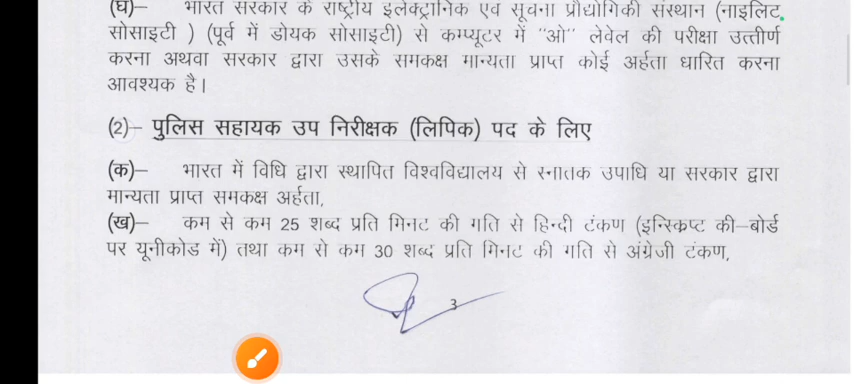 (घ)– भारत सरकार के राष्ट्रीय इलेक्ट्रानिक एवं सूचना प्रौद्योगिकी संस्थान (नाइलिट
सोसाइटी ) (पूर्व में डोयक सोसाइटी) से कम्प्यूटर में "ओ" लेवेल की परीक्षा उत्तीर्ण
करना अथवा सरकार द्वारा उसके समकक्ष मान्यता प्राप्त कोई अर्हता धारित करना
आवश्यक है।
(2)– पुलिस सहायक उप निरीक्षक (लिपिक) पद के लिए
(क)– भारत में विधि द्वारा स्थापित विश्वविद्यालय से स्नातक उपाधि या सरकार द्वारा
मान्यता प्राप्त समकक्ष अर्हता,
(ख)– कम से कम 25 शब्द प्रति मिनट की गति से हिन्दी टंकण (इन्स्क्रिप्ट की–बोर्ड
पर यूनीकोड में) तथा कम से कम 30 शब्द प्रति मिनट की गति से अंग्रेजी टंकण,
3